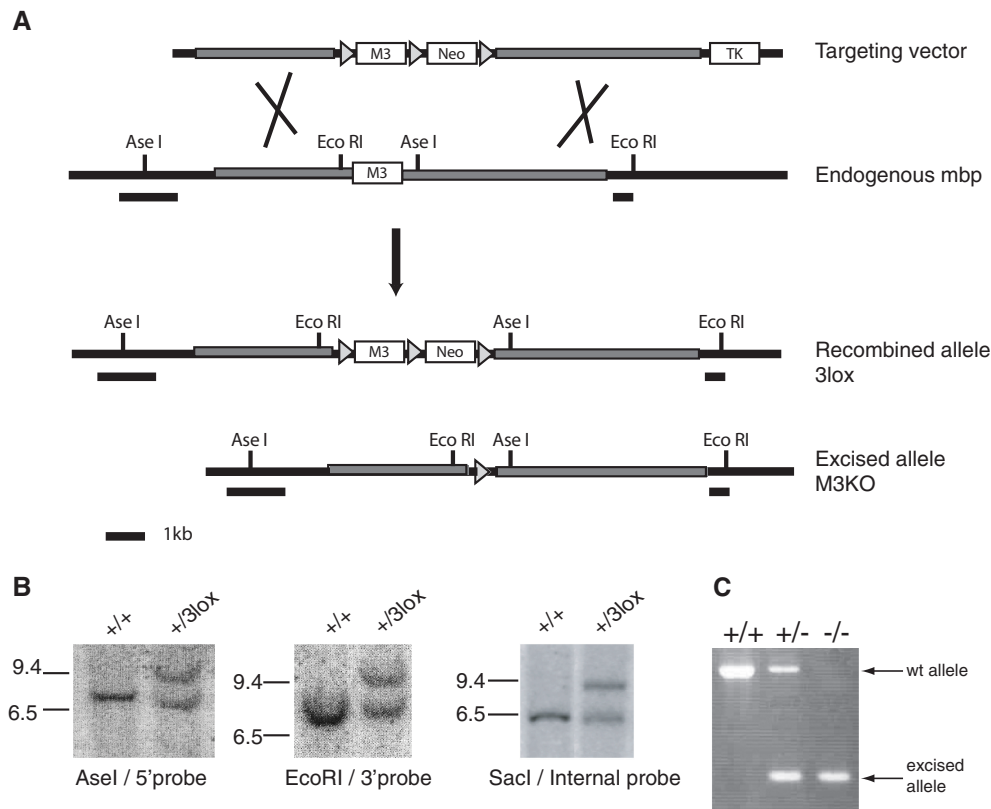 A
M3
Neo
TK
Targeting vector
Ase I
Eco RI
Ase I
Eco RI
M3
Endogenous mbp
Ase I
Eco RI
Ase I
Eco RI
M3
Neo
Recombined allele
3lox
Ase I
Eco RI
Ase I
Eco RI
Excised allele
M3KO
1kb
B
+/+
+/3lox
9.4
6.5
AseI / 5'probe
+/+
+/3lox
9.4
6.5
EcoRI / 3'probe
+/+
+/3lox
9.4
6.5
SacI / Internal probe
C
+/+ +/- -/-
wt allele
excised
allele